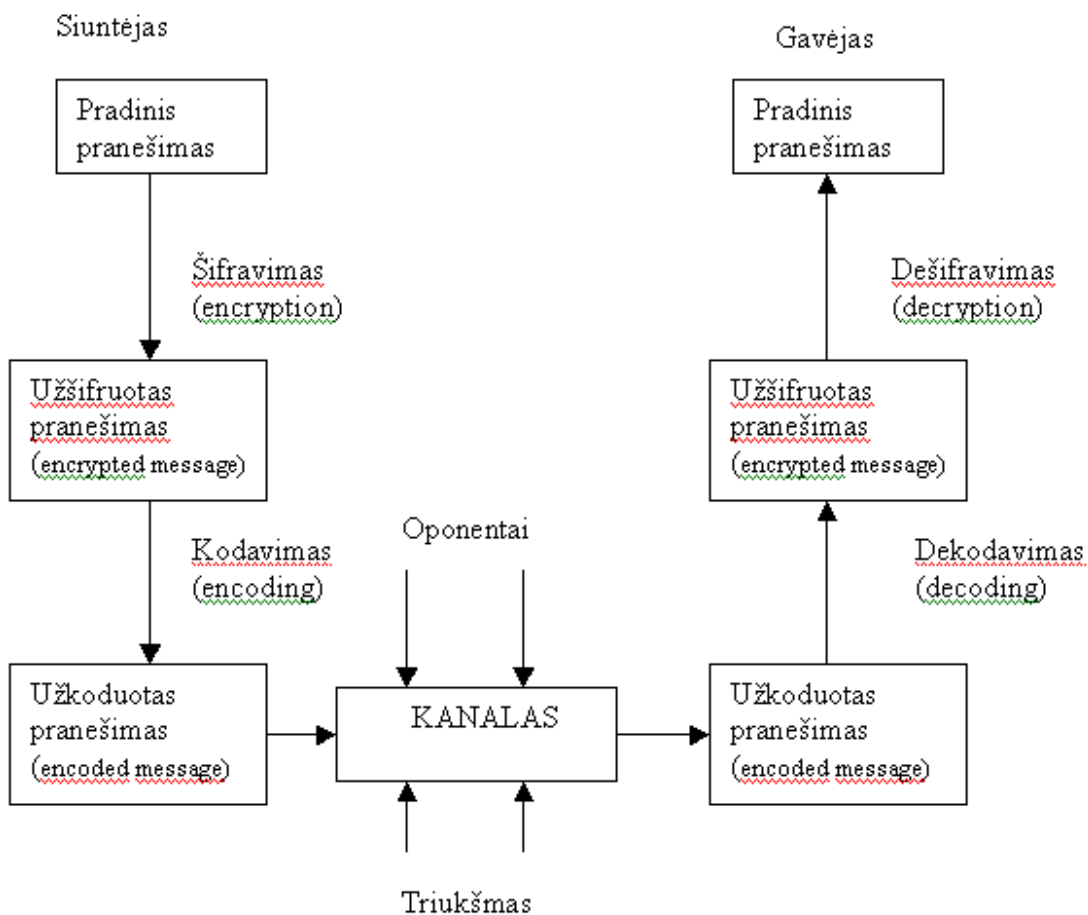 Siuntėjas
Gavėjas
Pradinis
pranešimas
Pradinis
pranešimas
Šifravimas
(encryption)
Dešifravimas
(decryption)
Užšifruotas
pranešimas
(encrypted message)
Užšifruotas
pranešimas
(encrypted message)
Oponentai
Kodavimas
(encoding)
Dekodavimas
(decoding)
Užkoduotas
pranešimas
(encoded message)
KANALAS
Užkoduotas
pranešimas
(encoded message)
Triukšmas